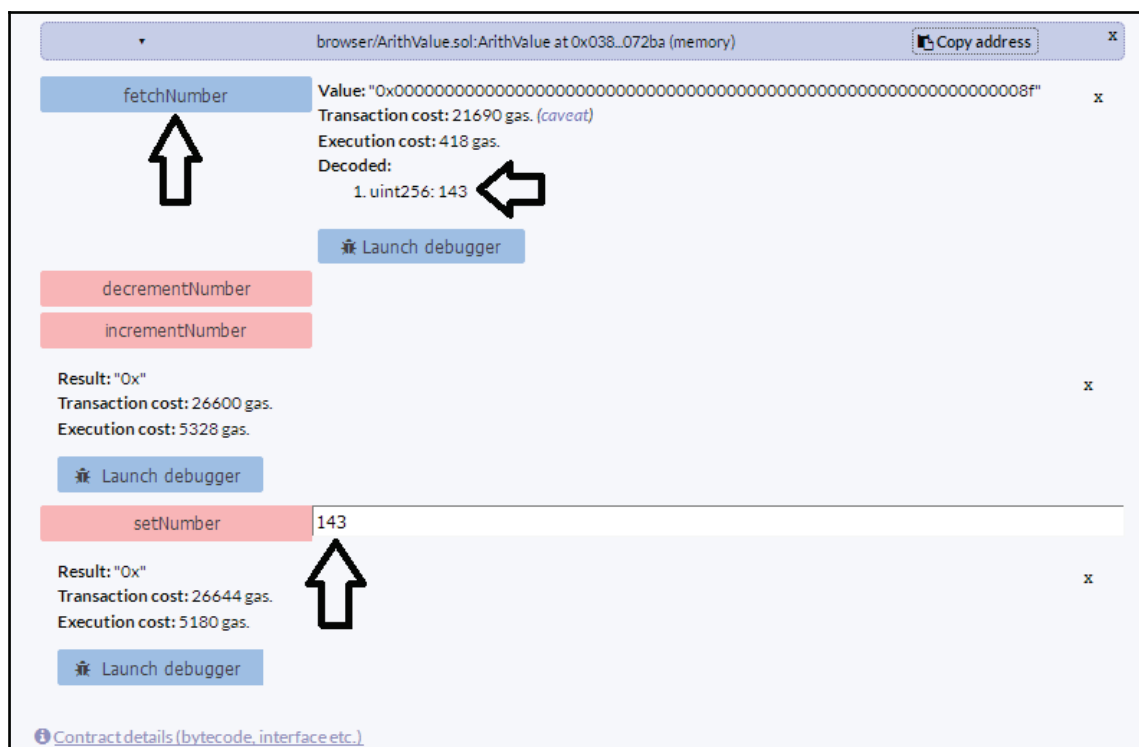 browser/ArithValue.sol:ArithValue at 0x038...072ba (memory) Copy address x
fetchNumber
Value: "0x000000000000000000000000000000000000000000000000000000000000008f"
x
Transaction cost: 21690 gas. (caveat)
Execution cost: 418 gas.
Decoded:
1. uint256: 143
Launch debugger
decrementNumber
incrementNumber
Result: "0x"
x
Transaction cost: 26600 gas.
Execution cost: 5328 gas.
Launch debugger
setNumber 143
Result: "0x"
x
Transaction cost: 26644 gas.
Execution cost: 5180 gas.
Launch debugger
Contract details (bytecode, interface etc.)